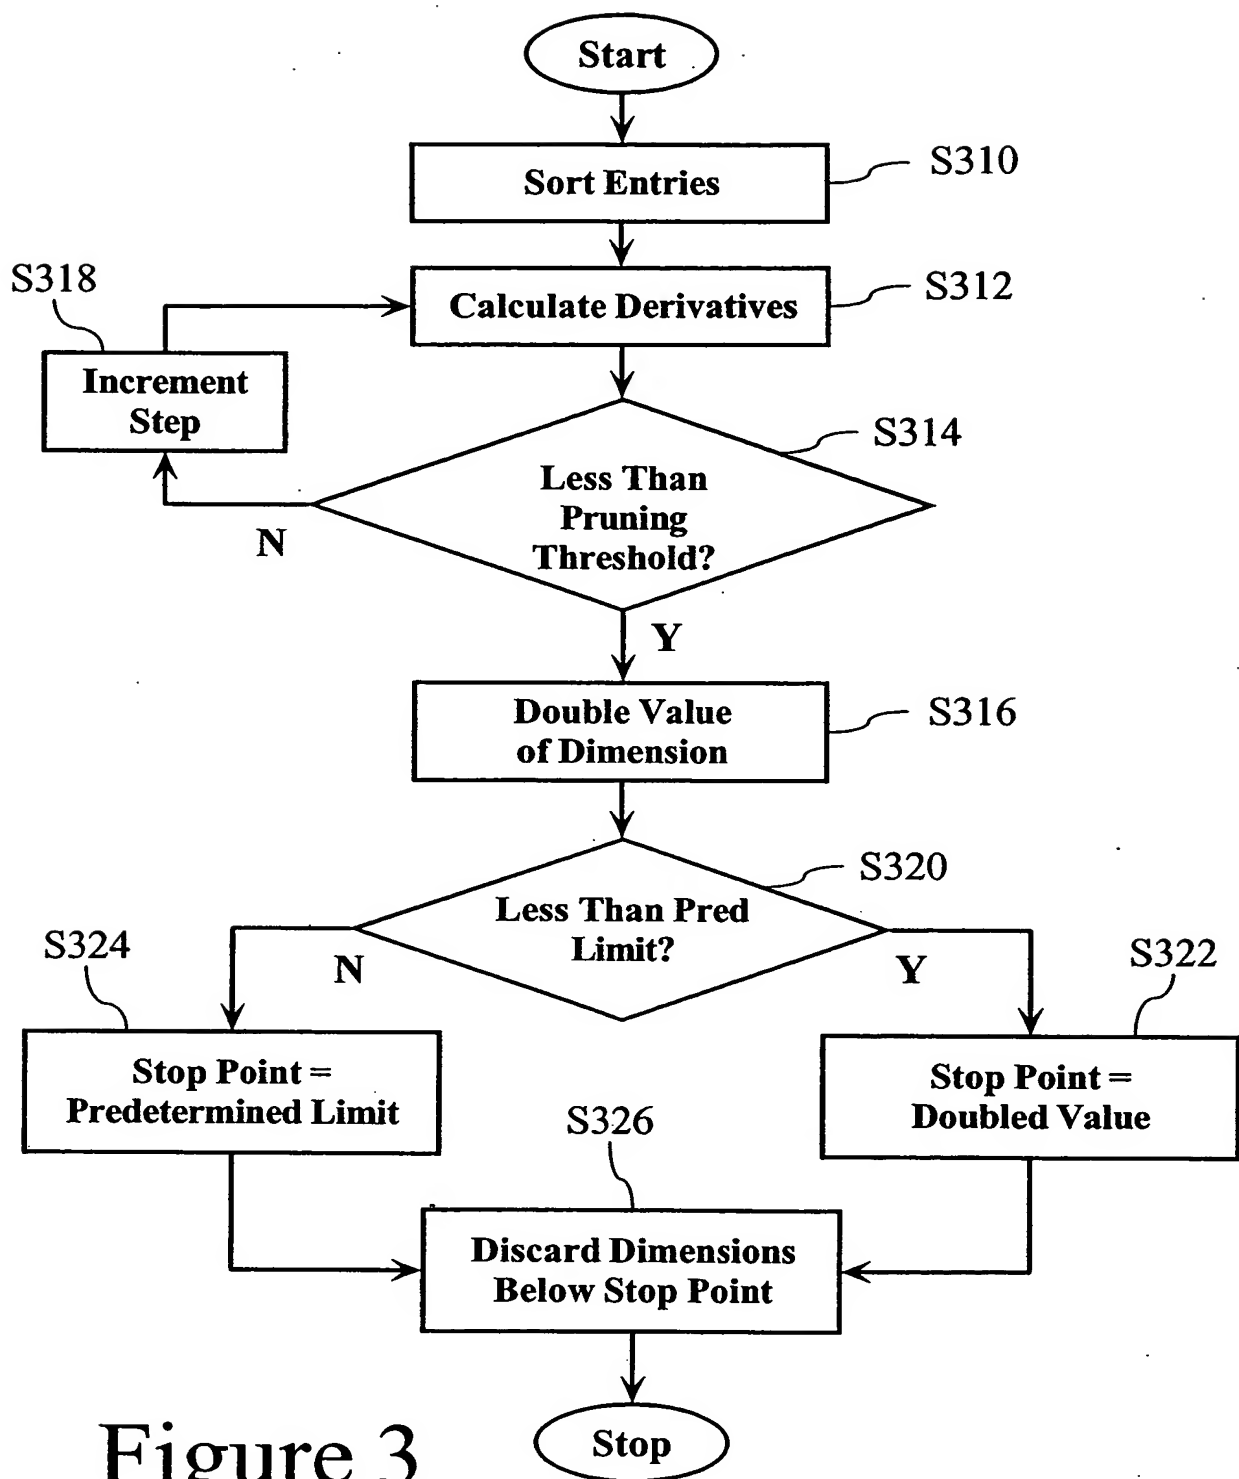 Start
Sort Entries
S310
S318
Calculate Derivatives
S312
Increment
Step
S314
Less Than
Pruning
Threshold?
N
Y
Double Value
of Dimension
S316
S320
Less Than Pred
Limit?
S324
N
Y
S322
Stop Point =
Predetermined Limit
Stop Point =
Doubled Value
S326
Discard Dimensions
Below Stop Point
Stop
Figure 3